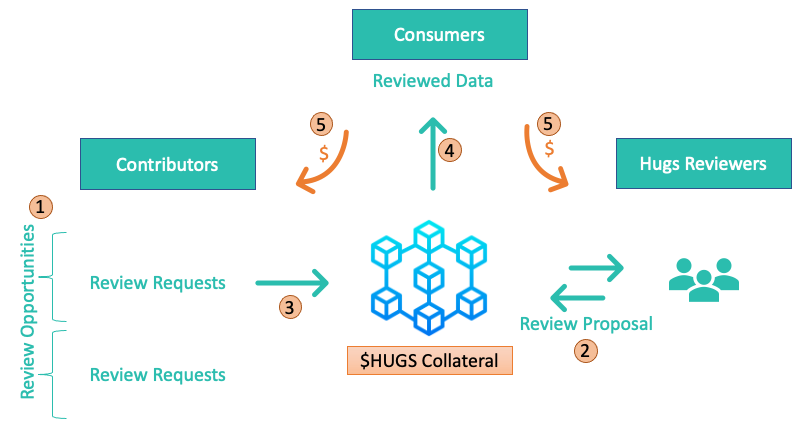 Consumers
Reviewed Data
5
$
4
5
$
Contributors
Hugs Reviewers
1
Review Opportunities
Review Requests
3
Review Proposal
2
$HUGS Collateral
Review Requests